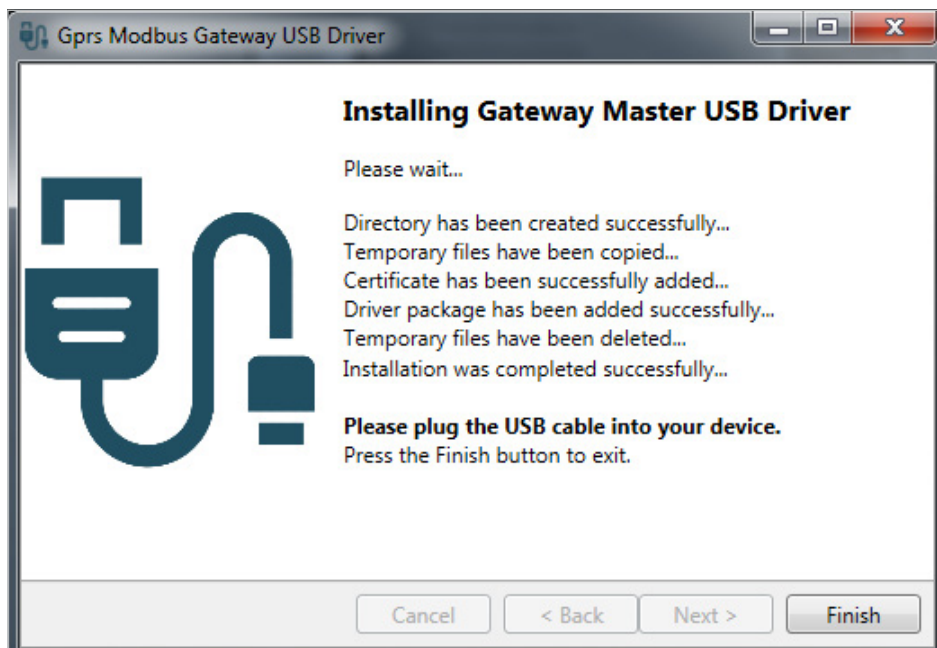 Gprs Modbus Gateway USB Driver
Installing Gateway Master USB Driver
Please wait...
Directory has been created successfully...
Temporary files have been copied...
Certificate has been successfully added...
Driver package has been added successfully...
Temporary files have been deleted...
Installation was completed successfully...
Please plug the USB cable into your device.
Press the Finish button to exit.
Cancel < Back Next > Finish